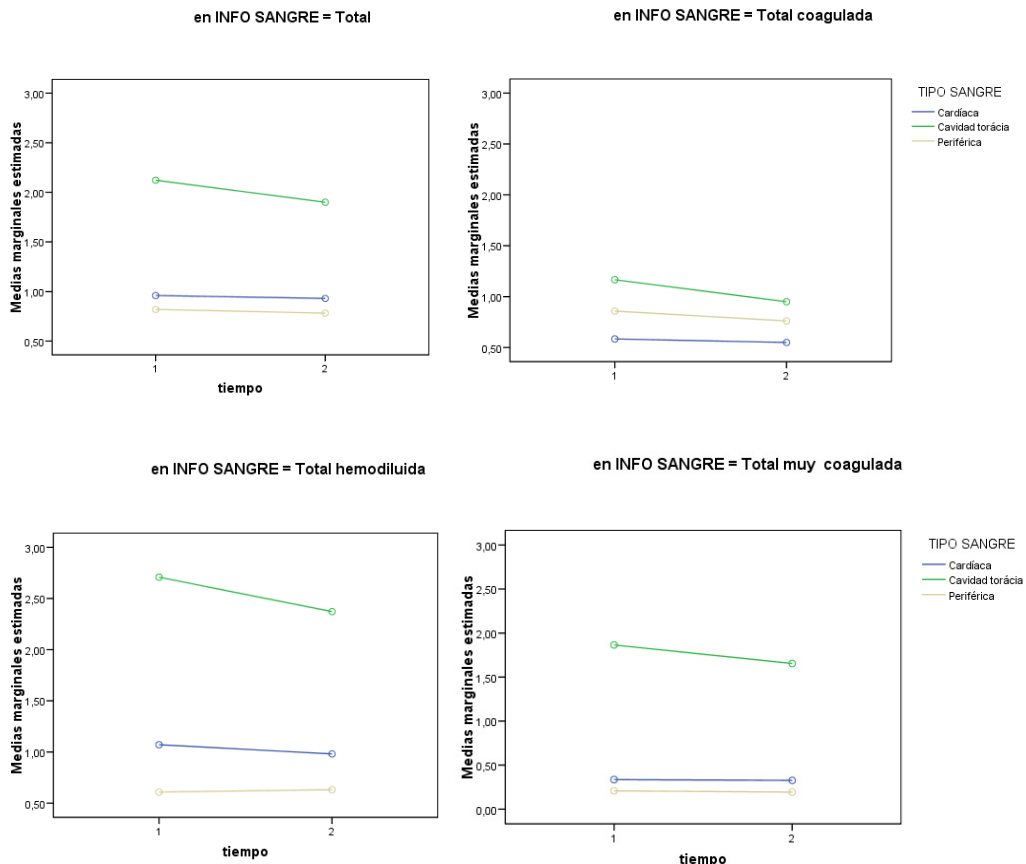 en INFO SANGRE = Total
Medias marginales estimadas
3,00
2,50
2,00
1,50
1,00
0,50
1
2
tiempo
en INFO SANGRE = Total coagulada
Medias marginales estimadas
3,00
2,50
2,00
1,50
1,00
0,50
1
2
TIPO SANGRE
Cardíaca
Cavidad torácia
Periférica
en INFO SANGRE = Total hemodiluida
Medias marginales estimadas
3,00
2,50
2,00
1,50
1,00
0,50
1
2
tiempo
en INFO SANGRE = Total muy coagulada
Medias marginales estimadas
3,00
2,50
2,00
1,50
1,00
0,50
0,00
1
2
tiempo
TIPO SANGRE
Cardíaca
Cavidad torácia
Periférica